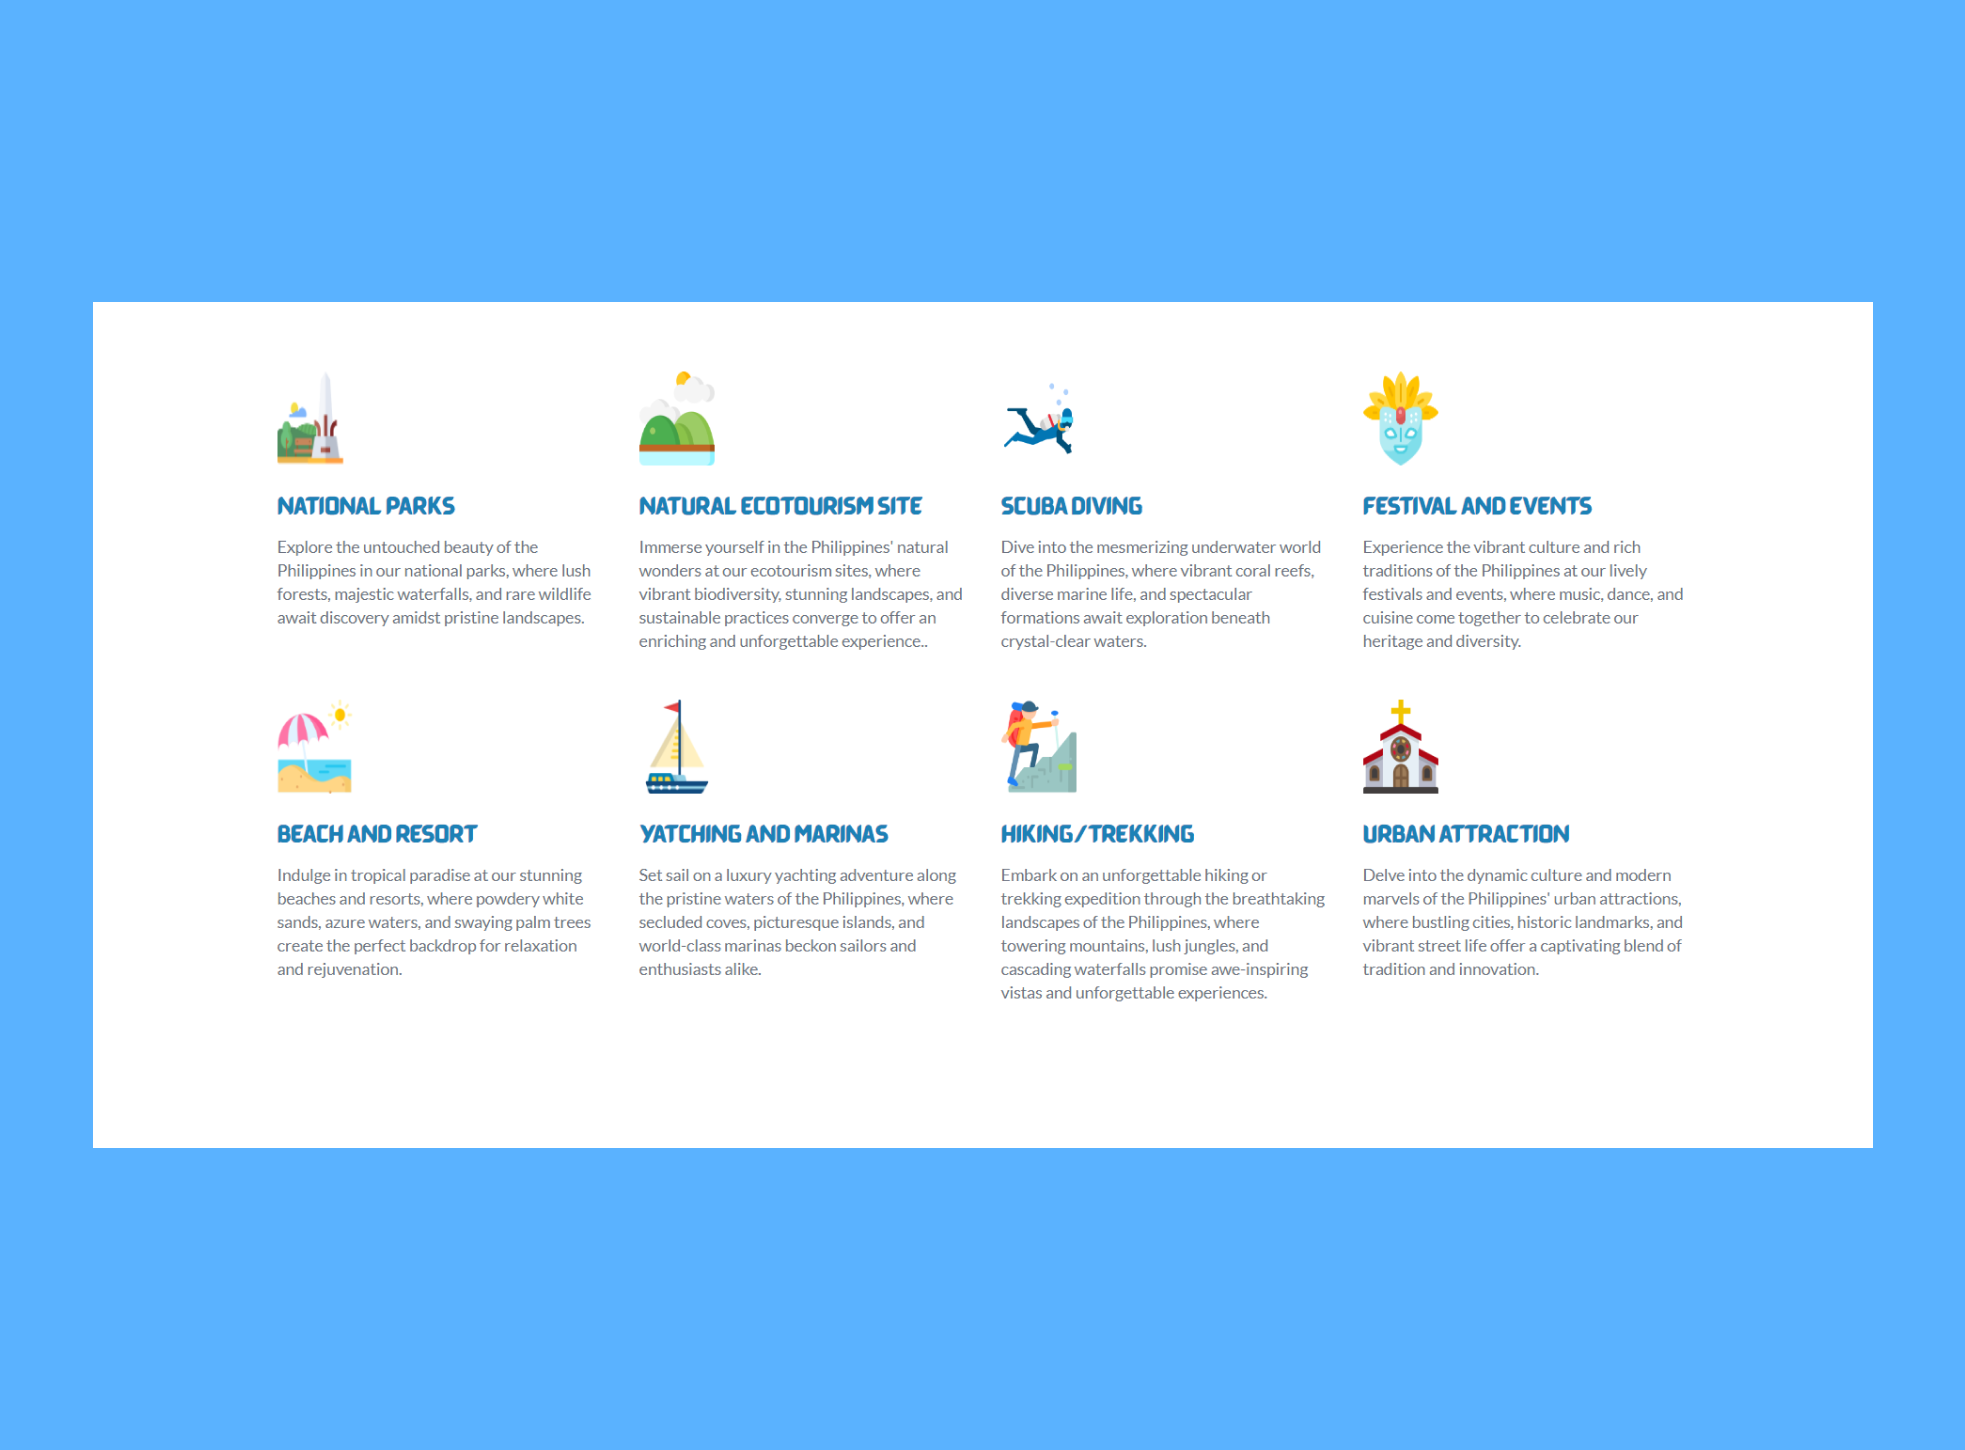 NATIONAL PARKS
Explore the untouched beauty of the
Philippines in our national parks, where lush
forests, majestic waterfalls, and rare wildlife
await discovery amidst pristine landscapes.
NATURAL ECOTOURISM SITE
Immerse yourself in the Philippines' natural
wonders at our ecotourism sites, where
vibrant biodiversity, stunning landscapes, and
sustainable practices converge to offer an
enriching and unforgettable experience..
SCUBA DIVING
Dive into the mesmerizing underwater world
of the Philippines, where vibrant coral reefs,
diverse marine life, and spectacular
formations await exploration beneath
crystal-clear waters.
FESTIVAL AND EVENTS
Experience the vibrant culture and rich
traditions of the Philippines at our lively
festivals and events, where music, dance, and
cuisine come together to celebrate our
heritage and diversity.
BEACH AND RESORT
Indulge in tropical paradise at our stunning
beaches and resorts, where powdery white
sands, azure waters, and swaying palm trees
create the perfect backdrop for relaxation
and rejuvenation.
YATCHING AND MARINAS
Set sail on a luxury yachting adventure along
the pristine waters of the Philippines, where
secluded coves, picturesque islands, and
world-class marinas beckon sailors and
enthusiasts alike.
HIKING/TREKKING
Embark on an unforgettable hiking or
trekking expedition through the breathtaking
landscapes of the Philippines, where
towering mountains, lush jungles, and
cascading waterfalls promise awe-inspiring
vistas and unforgettable experiences.
URBAN ATTRACTION
Delve into the dynamic culture and modern
marvels of the Philippines' urban attractions,
where bustling cities, historic landmarks, and
vibrant street life offer a captivating blend of
tradition and innovation.